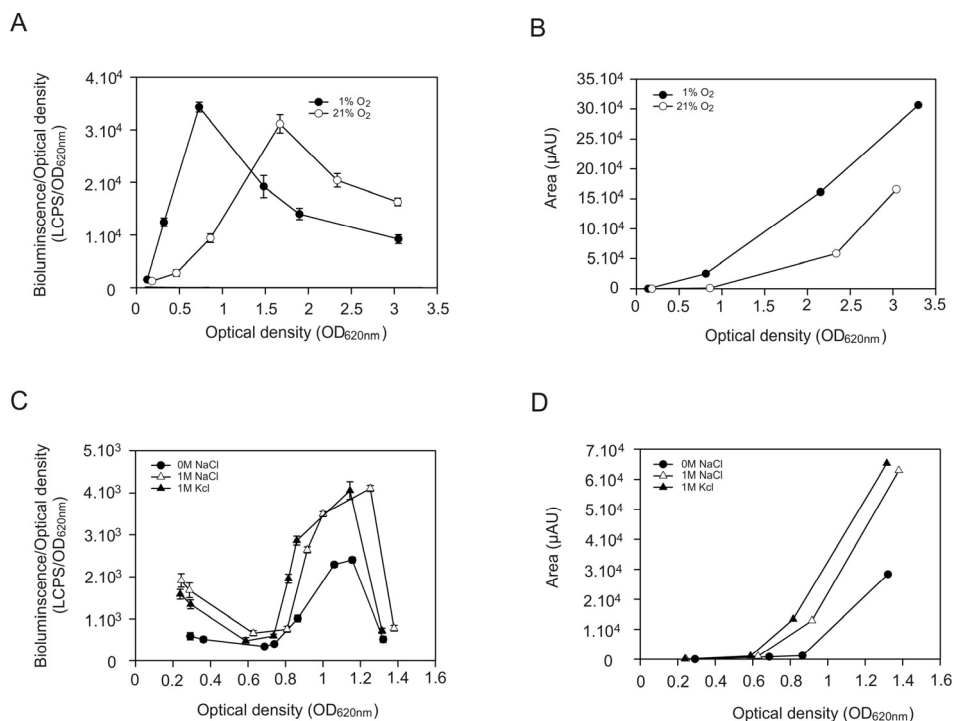 A
4.10⁴
3.10⁴
2.10⁴
1.10⁴
0
0 0.5 1 1.5 2 2.5 3 3.5
1% O₂
21% O₂
Bioluminscence/Optical density
(LCPS/OD₆₂₀ₙₘ)
Optical density (OD₆₂₀ₙₘ)
B
35.10⁴
30.10⁴
25.10⁴
20.10⁴
15.10⁴
10.10⁴
5.10⁴
0
0 0.5 1 1.5 2 2.5 3 3.5
1% O₂
21% O₂
Area (µAU)
Optical density (OD₆₂₀ₙₘ)
C
5.10³
4.10³
3.10³
2.10³
1.10³
0
0 0.2 0.4 0.6 0.8 1 1.2 1.4 1.6
0M NaCl
1M NaCl
1M Kcl
Bioluminscence/Optical density
(LCPS/OD₆₂₀ₙₘ)
Optical density (OD₆₂₀ₙₘ)
D
7.10⁴
6.10⁴
5.10⁴
4.10⁴
3.10⁴
2.10⁴
1.10⁴
0
0 0.2 0.4 0.6 0.8 1 1.2 1.4 1.6
0M NaCl
1M NaCl
1M Kcl
Area (µAU)
Optical density (OD₆₂₀ₙₘ)